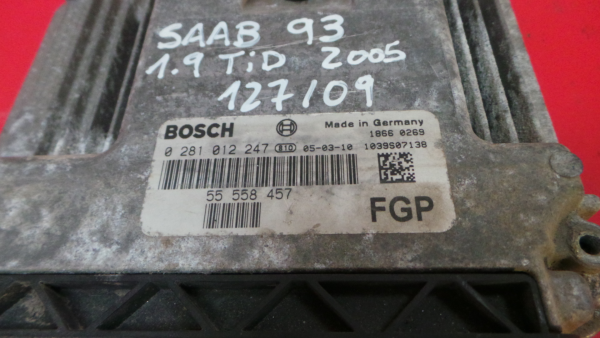 SAAB 93
1.9 TiD 2005
127/09
BOSCH Made in Germany
1866 0269
0 281 012 247 B10 05-03-10 1039S07138
55 558 457
FGP